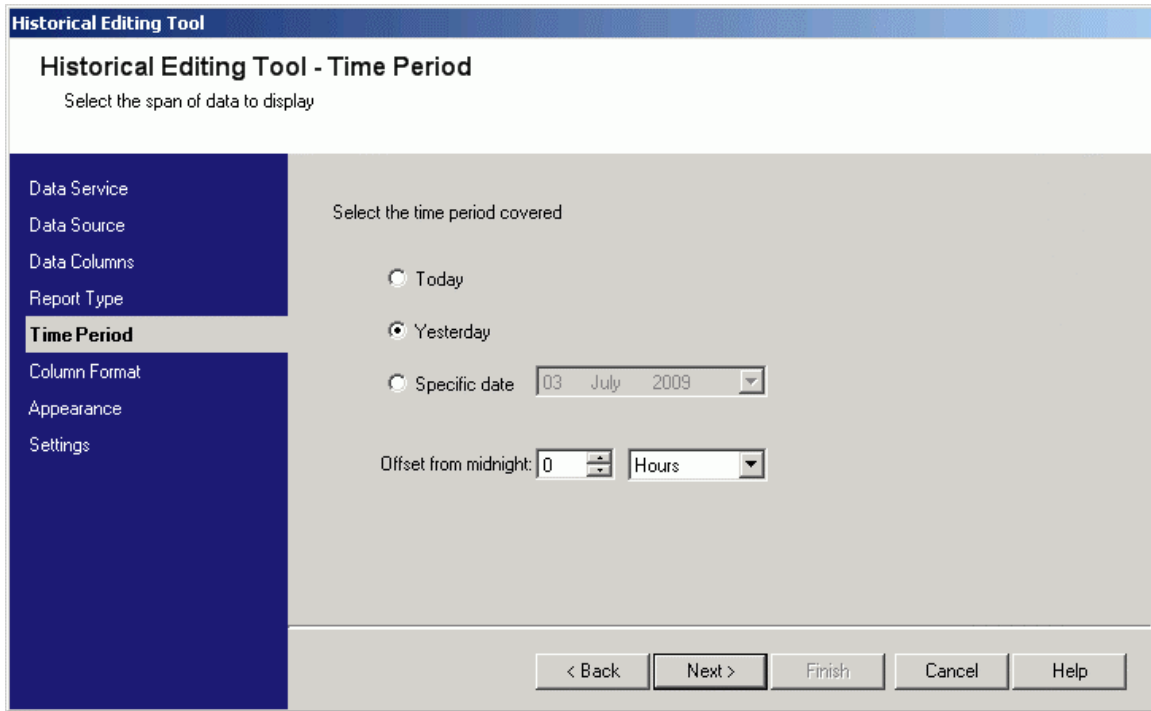 Historical Editing Tool
Historical Editing Tool - Time Period
Select the span of data to display
Data Service
Data Source
Data Columns
Report Type
Time Period
Column Format
Appearance
Settings
Select the time period covered
Today
Yesterday
Specific date 03 July 2009
Offset from midnight: 0 Hours
< Back Next > Finish Cancel Help